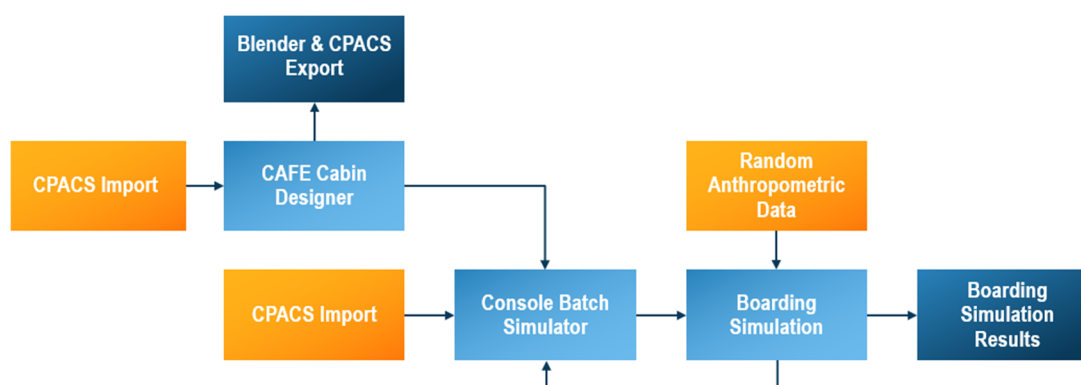 Blender & CPACS
Export
CPACS Import
CAFE Cabin
Designer
Random
Anthropometric
Data
CPACS Import
Console Batch
Simulator
Boarding
Simulation
Boarding
Simulation
Results